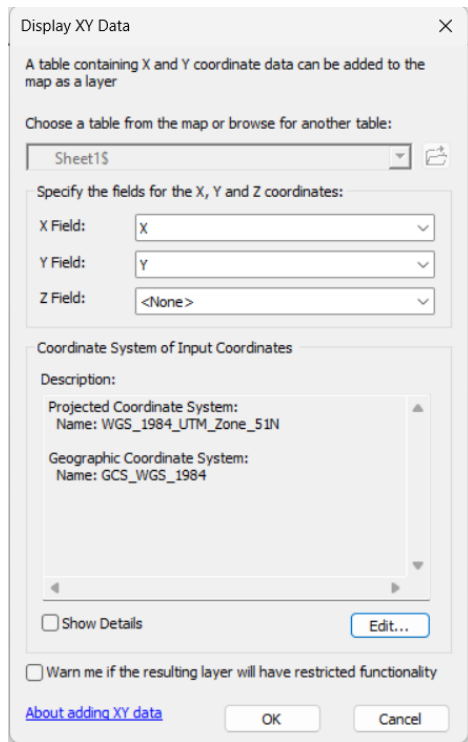 Display XY Data
A table containing X and Y coordinate data can be added to the
map as a layer
Choose a table from the map or browse for another table:
Sheet1$
Specify the fields for the X, Y and Z coordinates:
X Field: X
Y Field: Y
Z Field: <None>
Coordinate System of Input Coordinates
Description:
Projected Coordinate System:
Name: WGS_1984_UTM_Zone_51N
Geographic Coordinate System:
Name: GCS_WGS_1984
Show Details Edit...
Warn me if the resulting layer will have restricted functionality
About adding XY data OK Cancel